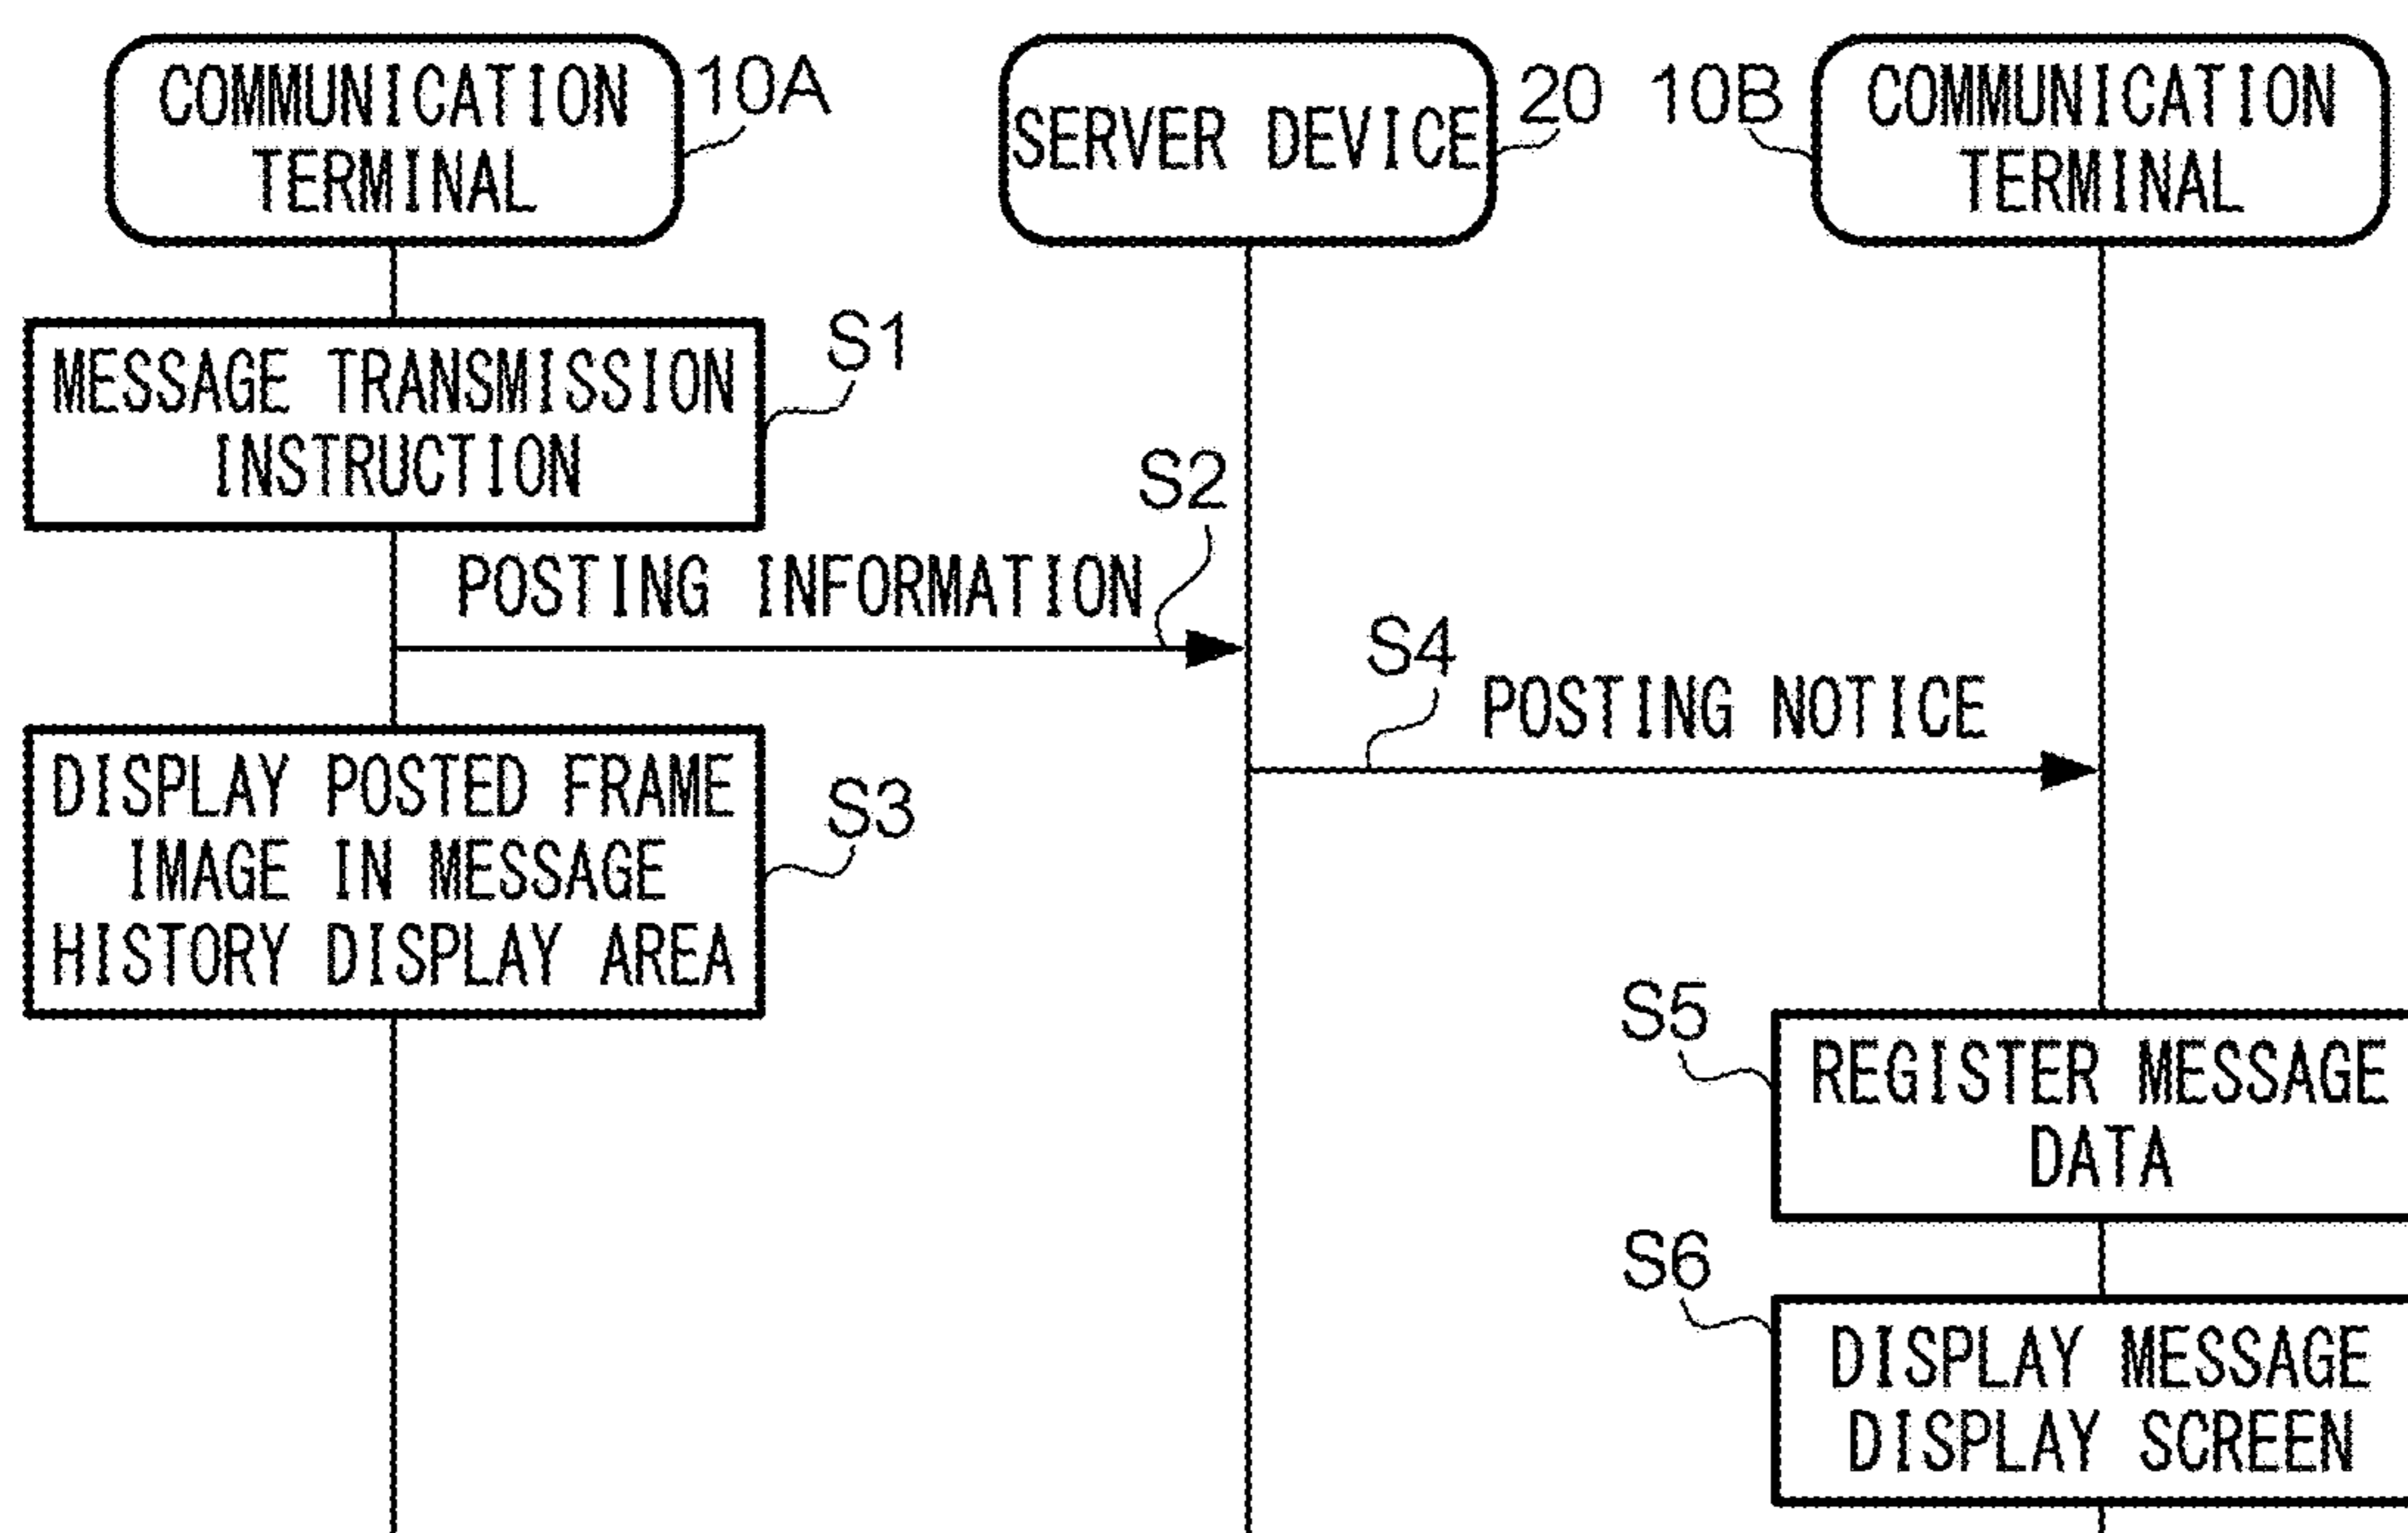 COMMUNICATION
TERMINAL
10A
SERVER DEVICE
20
10B
COMMUNICATION
TERMINAL
MESSAGE TRANSMISSION
INSTRUCTION
S1
S2
POSTING INFORMATION
S4
POSTING NOTICE
DISPLAY POSTED FRAME
IMAGE IN MESSAGE
HISTORY DISPLAY AREA
S3
S5
REGISTER MESSAGE
DATA
S6
DISPLAY MESSAGE
DISPLAY SCREEN